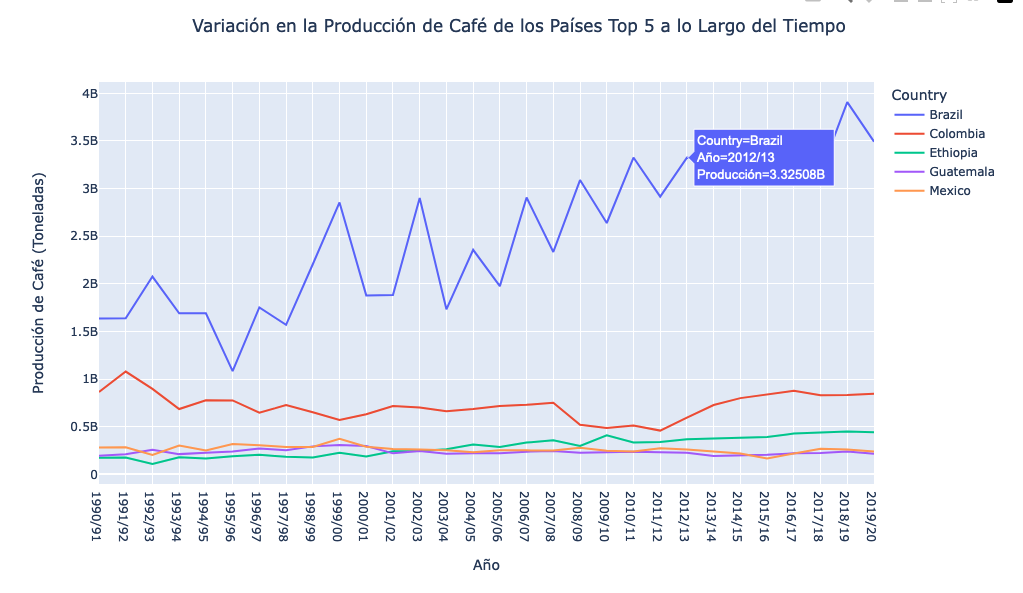 Variación en la Producción de Café de los Países Top 5 a lo Largo del Tiempo
Producción de Café (Toneladas)
4B
3.5B
3B
2.5B
2B
1.5B
1B
0.5B
0
Country=Brazil
Año=2012/13
Producción=3.32508B
Country
Brazil
Colombia
Ethiopia
Guatemala
Mexico
1990/91
1991/92
1992/93
1993/94
1994/95
1995/96
1996/97
1997/98
1998/99
1999/00
2000/01
2001/02
2002/03
2003/04
2004/05
2005/06
2006/07
2007/08
2008/09
2009/10
2010/11
2011/12
2012/13
2013/14
2014/15
2015/16
2016/17
2017/18
2018/19
2019/20
Año